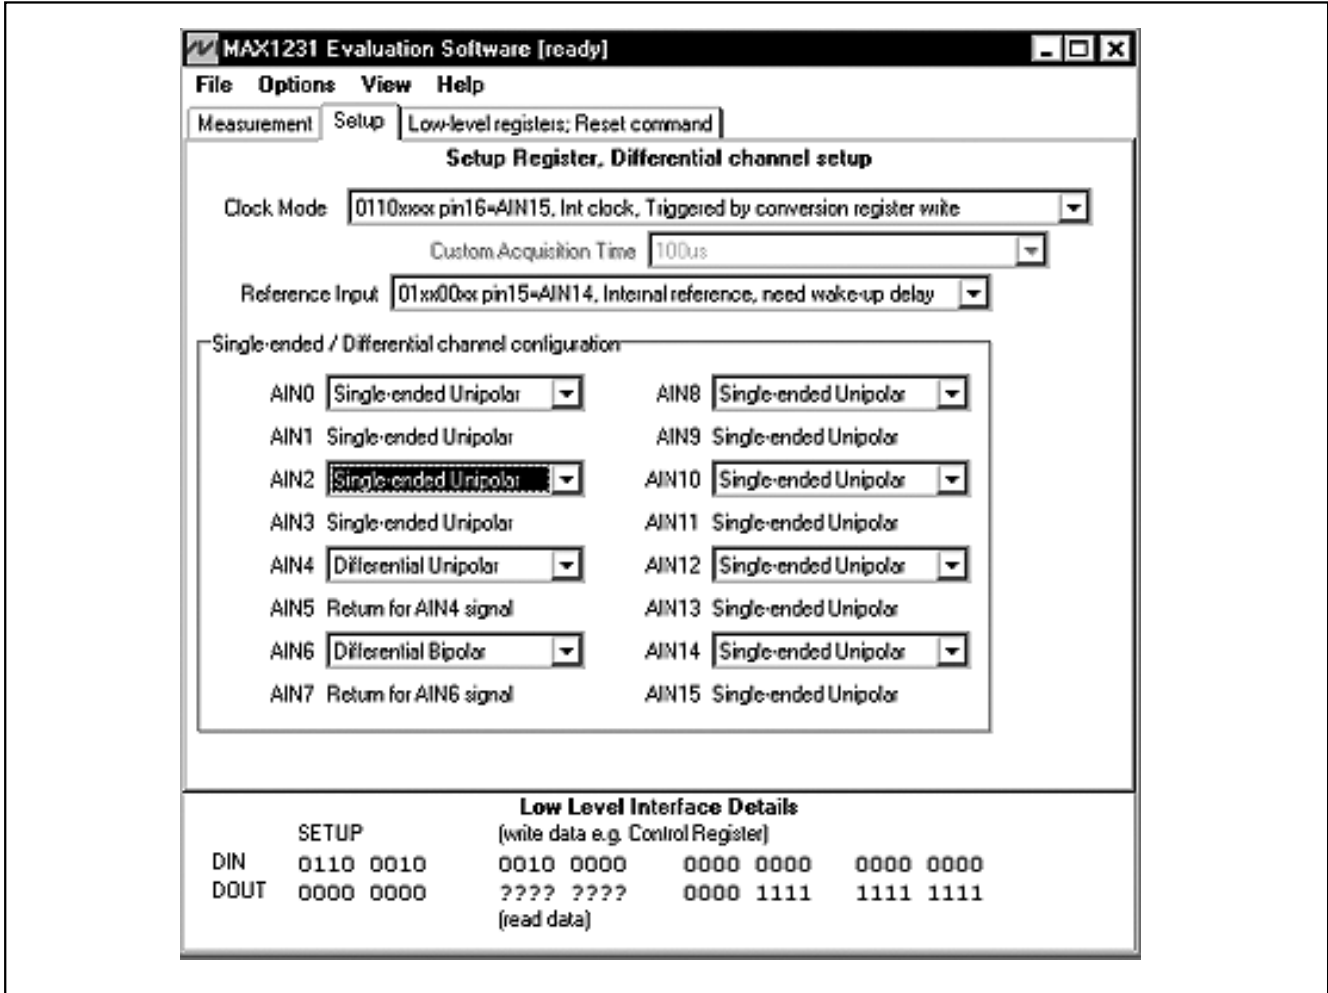 MAX1231 Evaluation Software [ready]
File Options View Help
Measurement Setup Low-level registers; Reset command
Setup Register, Differential channel setup
Clock Mode 0110xxxx pin16=AIN15, Int clock, Triggered by conversion register write
Custom Acquisition Time 100us
Reference Input 01xx00xx pin15=AIN14, Internal reference, need wake-up delay
Single-ended / Differential channel configuration
AIN0 Single-ended Unipolar AIN8 Single-ended Unipolar
AIN1 Single-ended Unipolar AIN9 Single-ended Unipolar
AIN2 Single-ended Unipolar AIN10 Single-ended Unipolar
AIN3 Single-ended Unipolar AIN11 Single-ended Unipolar
AIN4 Differential Unipolar AIN12 Single-ended Unipolar
AIN5 Return for AIN4 signal AIN13 Single-ended Unipolar
AIN6 Differential Bipolar AIN14 Single-ended Unipolar
AIN7 Return for AIN6 signal AIN15 Single-ended Unipolar
Low Level Interface Details
SETUP (write data e.g. Control Register)
DIN 0110 0010 0010 0000 0000 0000 0000 0000
DOUT 0000 0000 ???? ???? 0000 1111 1111 1111
(read data)